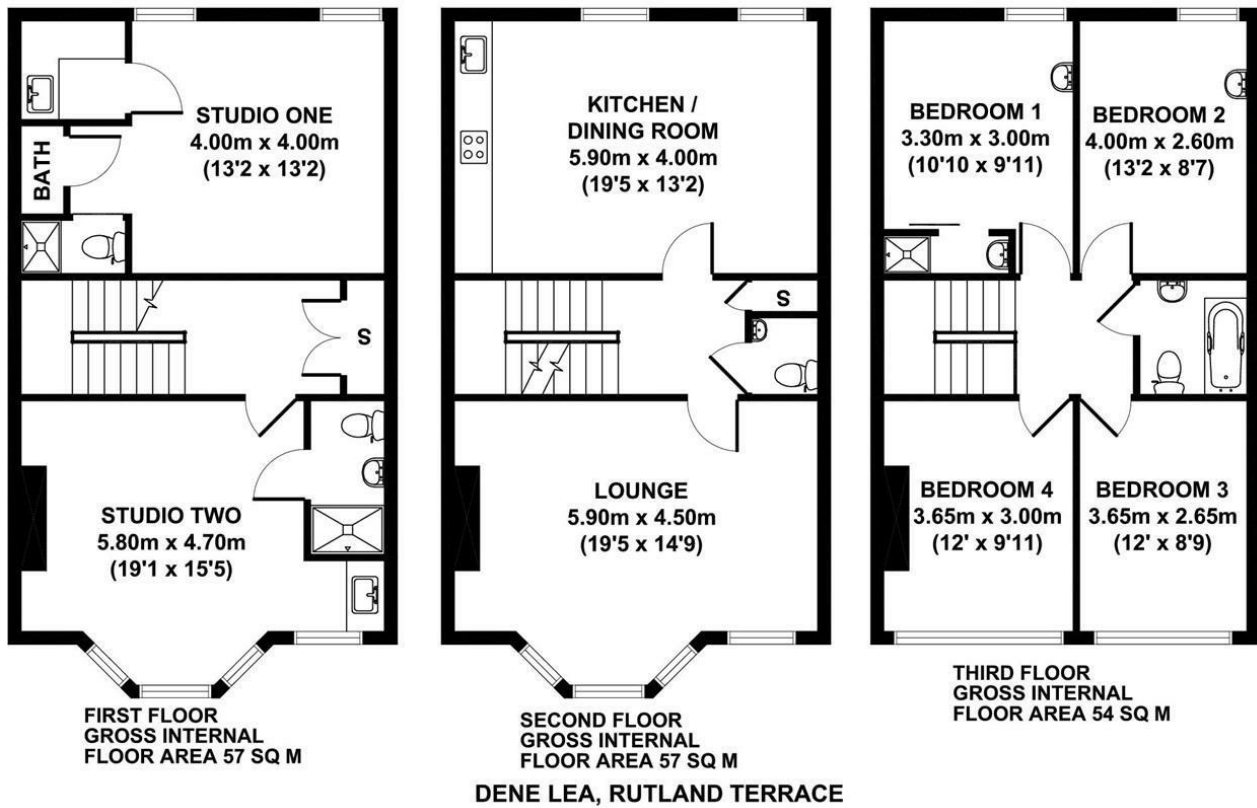 STUDIO ONE
4.00m x 4.00m
(13'2 x 13'2)
BATH
S
STUDIO TWO
5.80m x 4.70m
(19'1 x 15'5)
FIRST FLOOR
GROSS INTERNAL
FLOOR AREA 57 SQ M
KITCHEN /
DINING ROOM
5.90m x 4.00m
(19'5 x 13'2)
S
LOUNGE
5.90m x 4.50m
(19'5 x 14'9)
SECOND FLOOR
GROSS INTERNAL
FLOOR AREA 57 SQ M
BEDROOM 1
3.30m x 3.00m
(10'10 x 9'11)
BEDROOM 2
4.00m x 2.60m
(13'2 x 8'7)
BEDROOM 4
3.65m x 3.00m
(12' x 9'11)
BEDROOM 3
3.65m x 2.65m
(12' x 8'9)
THIRD FLOOR
GROSS INTERNAL
FLOOR AREA 54 SQ M
DENE LEA, RUTLAND TERRACE